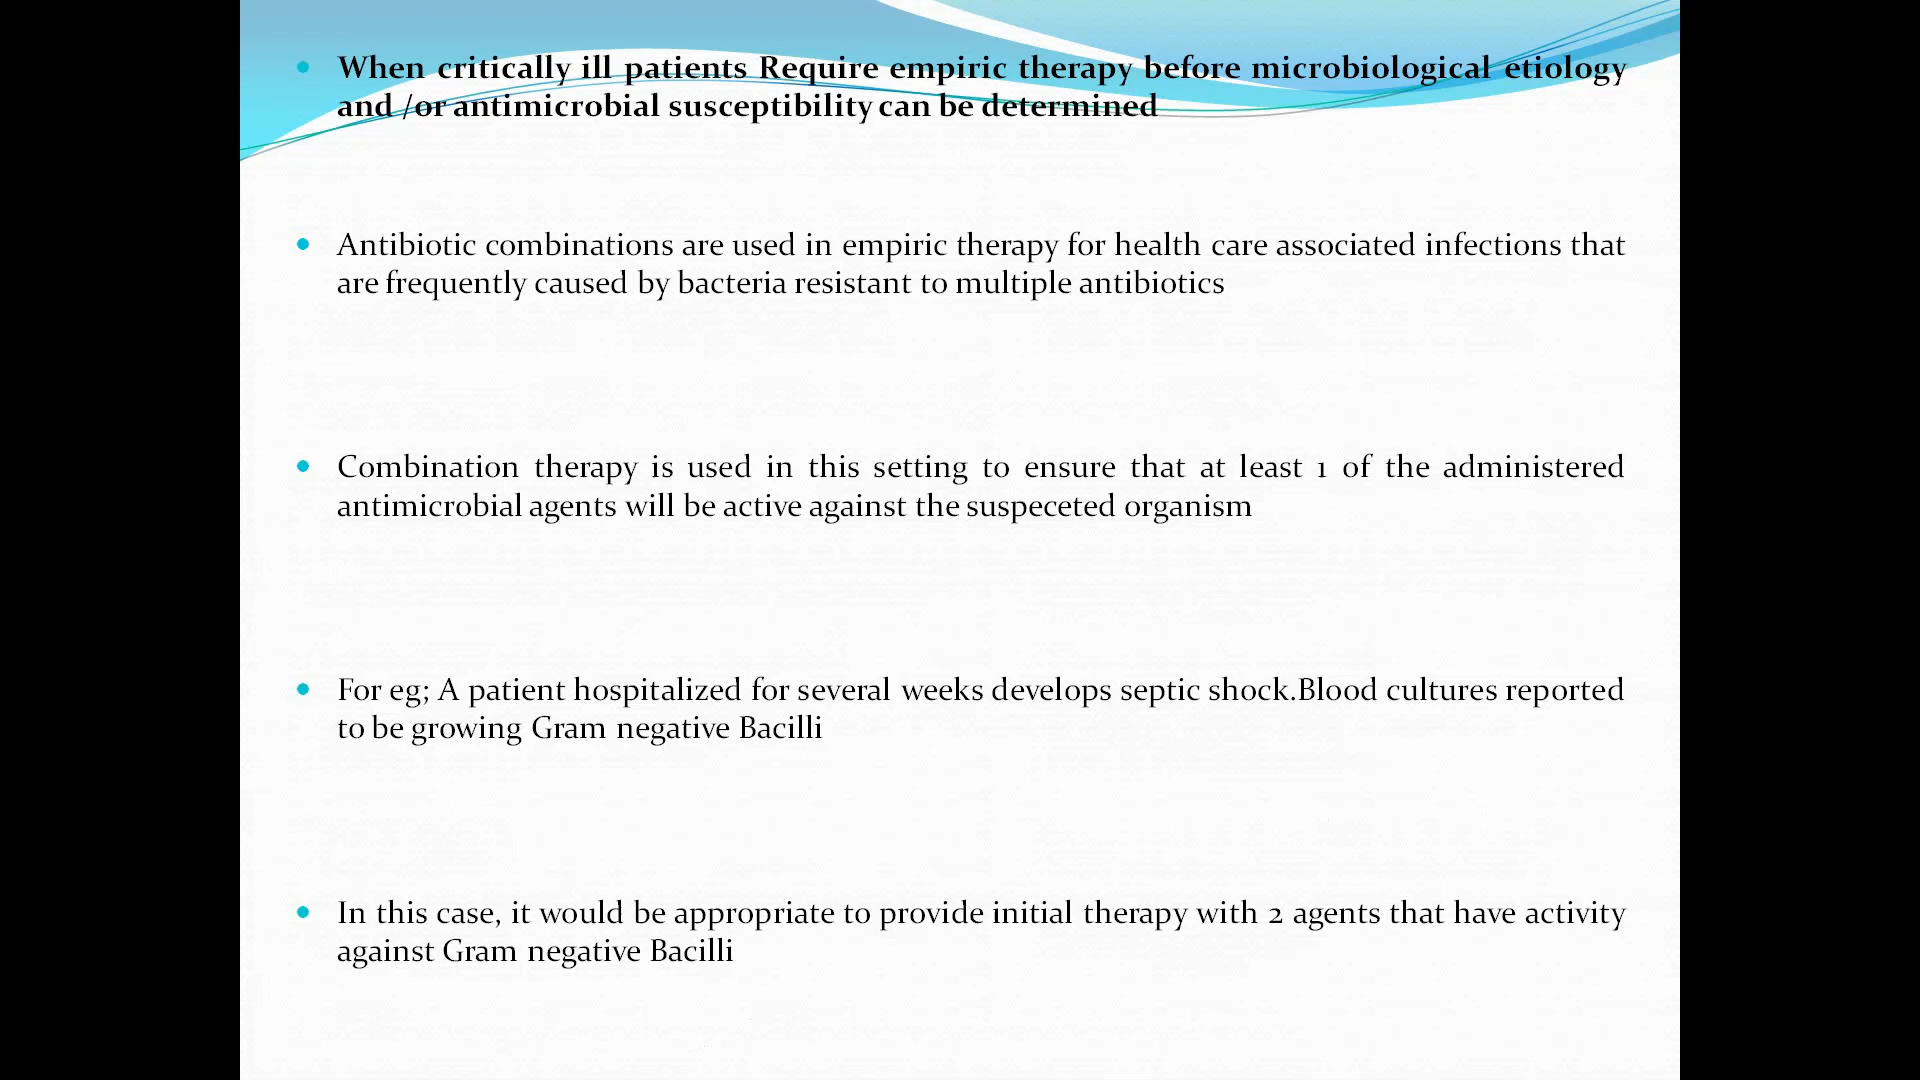 When critically ill patients Require empiric therapy before microbiological etiology
and /or antimicrobial susceptibility can be determined
Antibiotic combinations are used in empiric therapy for health care associated infections that
are frequently caused by bacteria resistant to multiple antibiotics
Combination therapy is used in this setting to ensure that at least 1 of the administered
antimicrobial agents will be active against the suspeceted organism
For eg; A patient hospitalized for several weeks develops septic shock.Blood cultures reported
to be growing Gram negative Bacilli
In this case, it would be appropriate to provide initial therapy with 2 agents that have activity
against Gram negative Bacilli